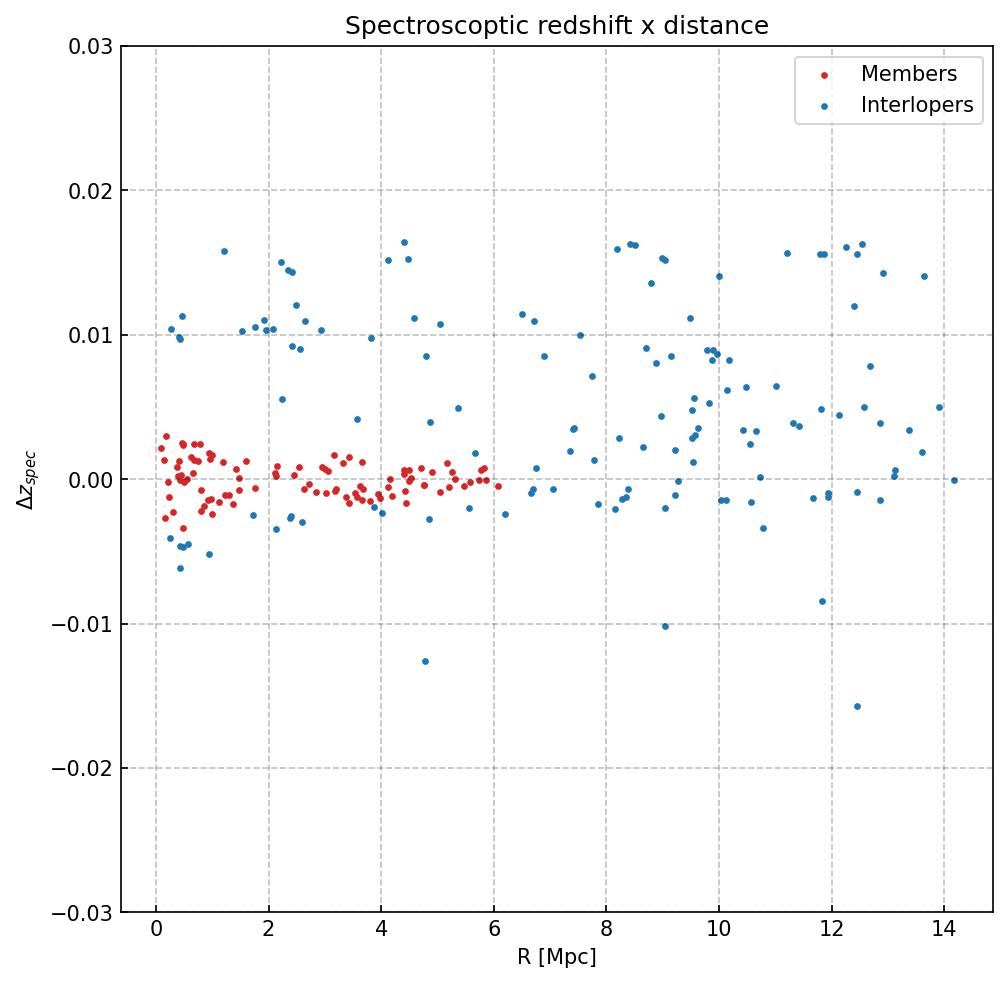 Spectroscoptic redshift x distance
0.03
Members
Interlopers
0.02
0.01
0.00
−0.01
−0.02
−0.03
Δz_spec
0 2 4 6 8 10 12 14
R [Mpc]